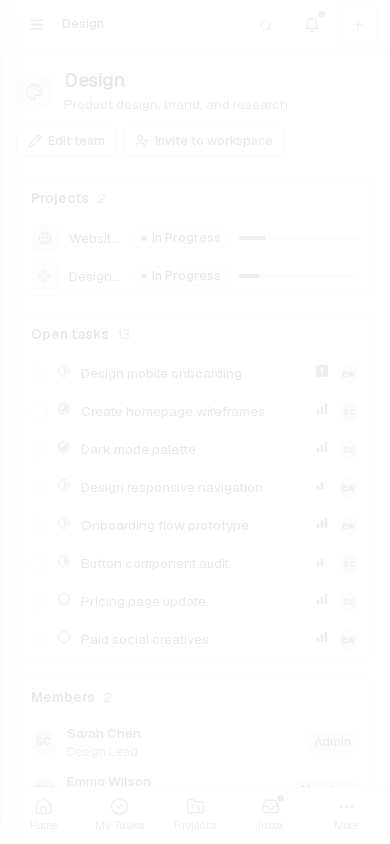 Design
Design
Product design, brand, and research
Edit team
Invite to workspace
Projects 2
Websit... In Progress
Design... In Progress
Open tasks 13
Design mobile onboarding EW
Create homepage wireframes SC
Dark mode palette SC
Design responsive navigation EW
Onboarding flow prototype EW
Button component audit SC
Pricing page update SC
Paid social creatives EW
Members 2
SC Sarah Chen Admin
Design Lead
Emma Wilson
Home My Tasks Projects Inbox More